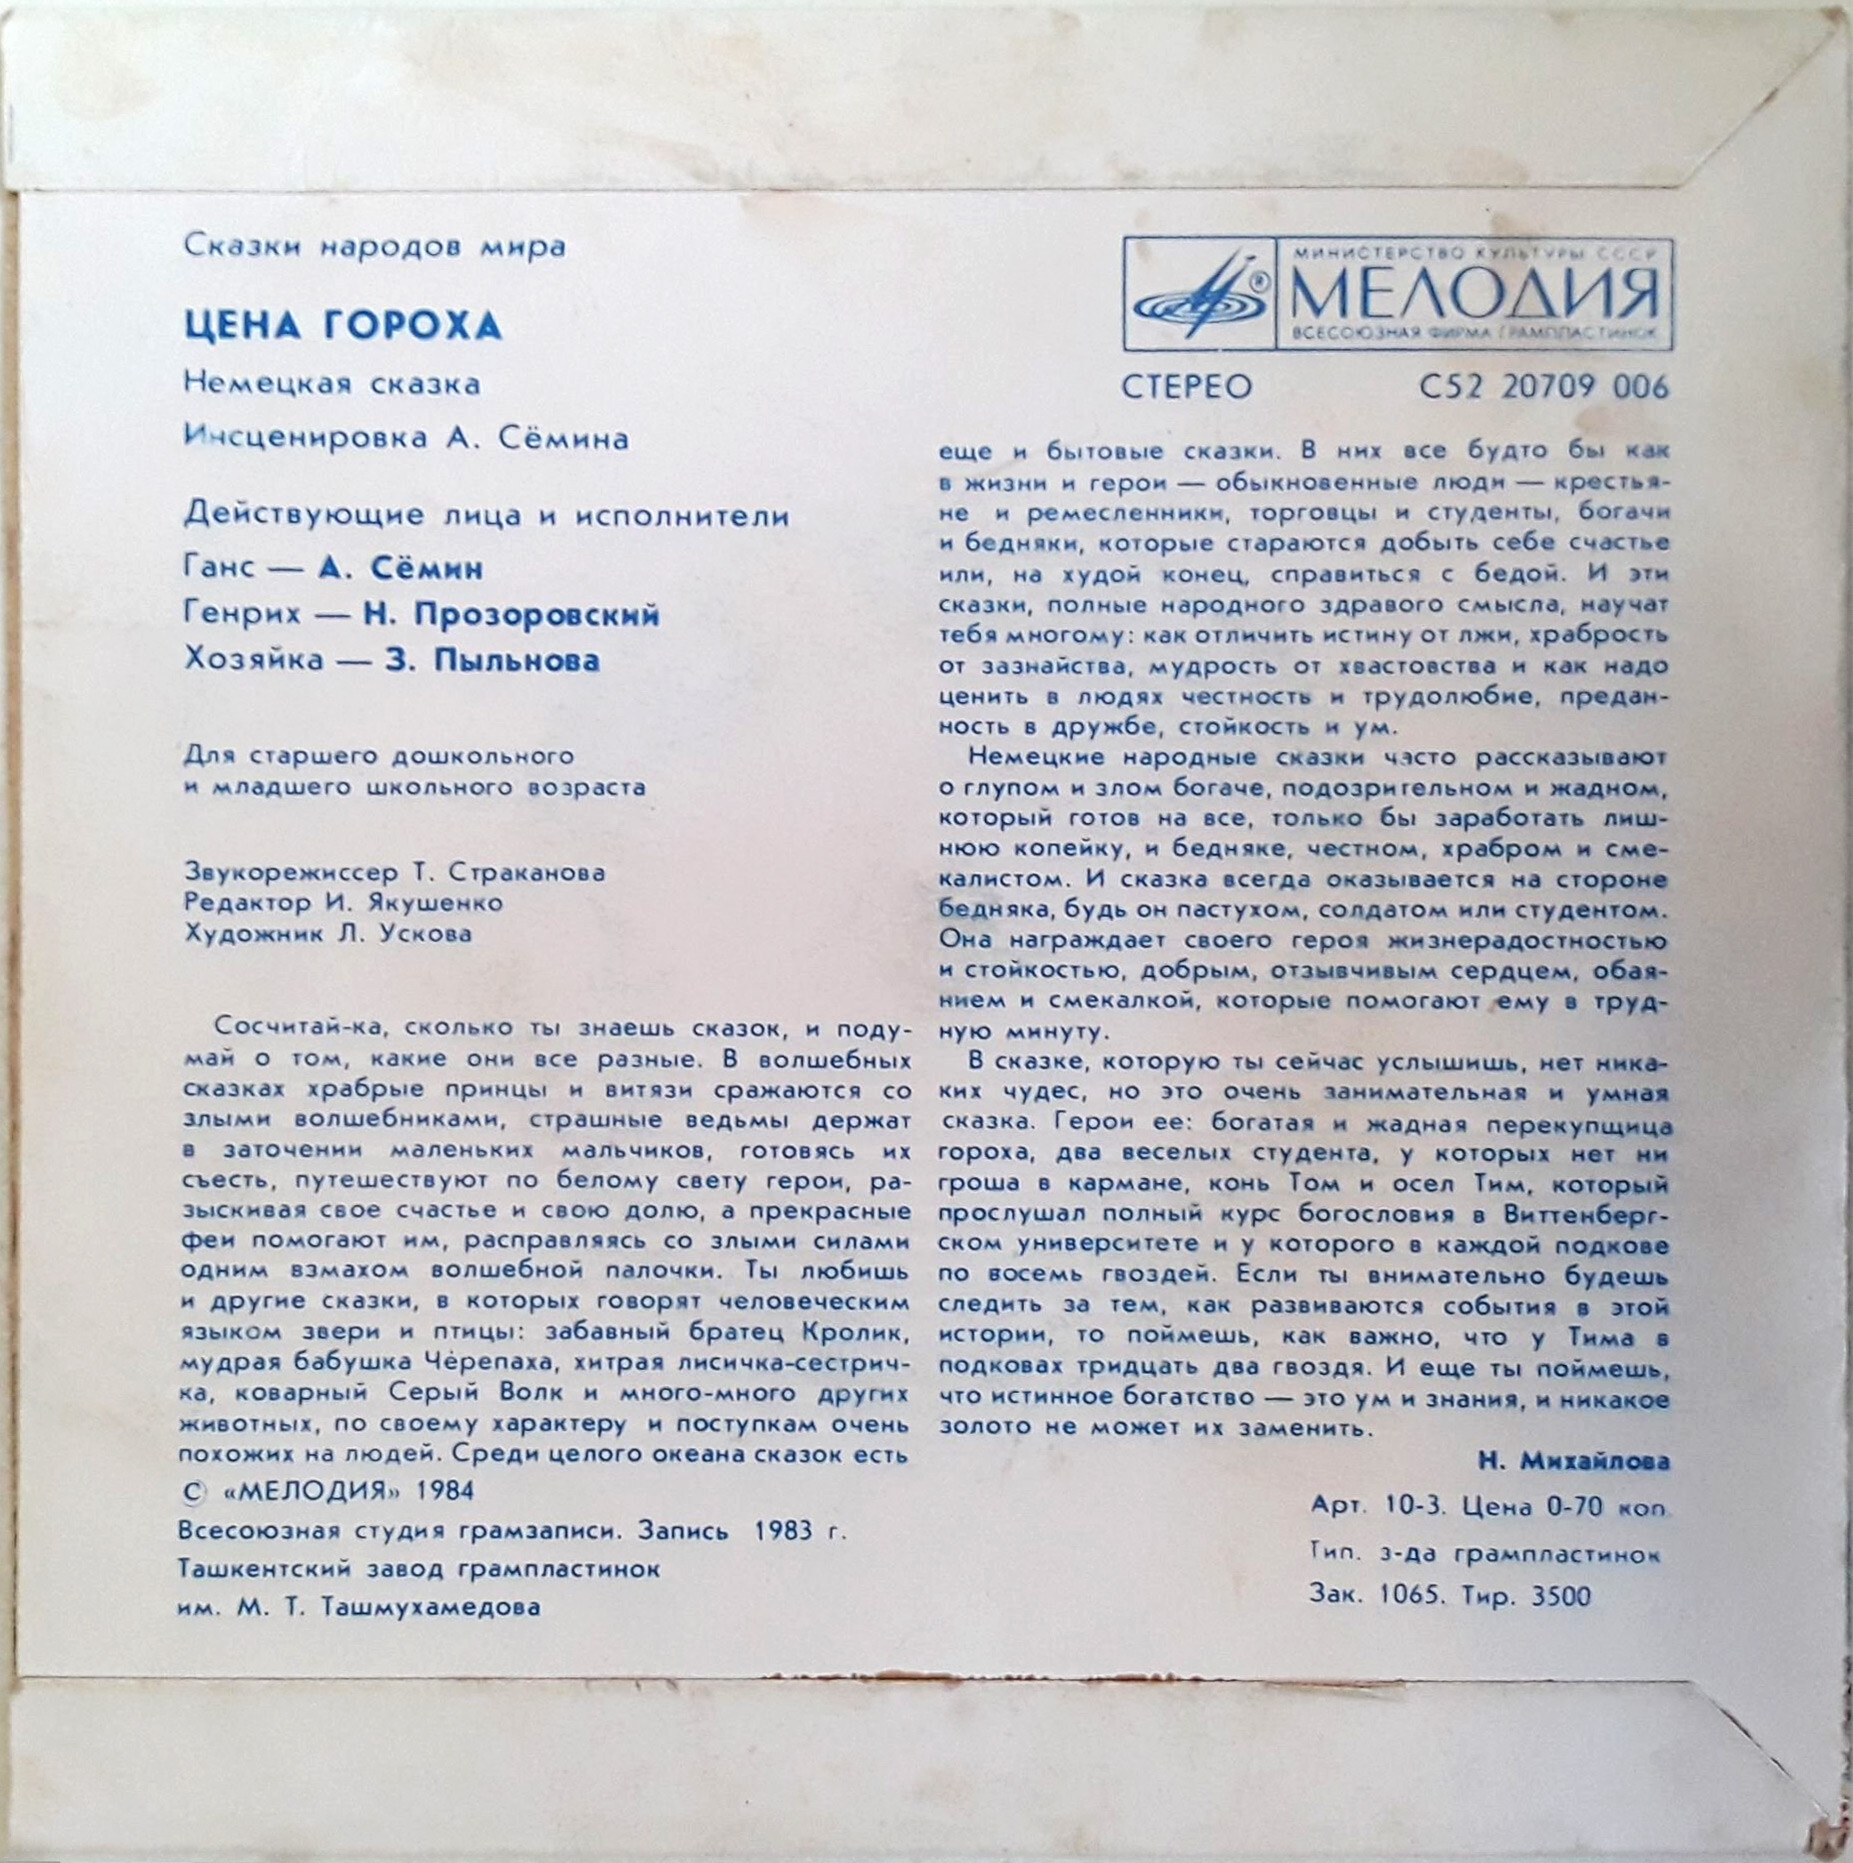 Сказки народов мира
ЦЕНА ГОРОХА
Немецкая сказка
Инсценировка А. Сёмина
Действующие лица и исполнители
Ганс — А. Сёмин
Генрих — Н. Прозоровский
Хозяйка — З. Пыльнова
Для старшего дошкольного
и младшего школьного возраста
Звукорежиссер Т. Страканова
Редактор И. Якушенко
Художник Л. Ускова
Сосчитай-ка, сколько ты знаешь сказок, и поду-
май о том, какие они все разные. В волшебных
сказках храбрые принцы и витязи сражаются со
злыми волшебниками, страшные ведьмы держат
в заточении маленьких мальчиков, готовясь их
съесть, путешествуют по белому свету герои, ра-
зыскивая свое счастье и свою долю, а прекрасные
феи помогают им, расправляясь со злыми силами
одним взмахом волшебной палочки. Ты любишь
и другие сказки, в которых говорят человеческим
языком звери и птицы: забавный братец Кролик,
мудрая бабушка Черепаха, хитрая лисичка-сестрич-
ка, коварный Серый Волк и много-много других
животных, по своему характеру и поступкам очень
похожих на людей. Среди целого океана сказок есть
© «МЕЛОДИЯ» 1984
Всесоюзная студия грамзаписи. Запись 1983 г.
Ташкентский завод грампластинок
им. М. Т. Ташмухамедова
МИНИСТЕРСТВО КУЛЬТУРЫ СССР
МЕЛОДИЯ
ВСЕСОЮЗНАЯ ФИРМА ГРАМПЛАСТИНОК
®
СТЕРЕО С52 20709 006
еще и бытовые сказки. В них все будто бы как
в жизни и герои — обыкновенные люди — крестья-
не и ремесленники, торговцы и студенты, богачи
и бедняки, которые стараются добыть себе счастье
или, на худой конец, справиться с бедой. И эти
сказки, полные народного здравого смысла, научат
тебя многому: как отличить истину от лжи, храбрость
от зазнайства, мудрость от хвастовства и как надо
ценить в людях честность и трудолюбие, предан-
ность в дружбе, стойкость и ум.
Немецкие народные сказки часто рассказывают
о глупом и злом богаче, подозрительном и жадном,
который готов на все, только бы заработать лиш-
нюю копейку, и бедняке, честном, храбром и сме-
калистом. И сказка всегда оказывается на стороне
бедняка, будь он пастухом, солдатом или студентом.
Она награждает своего героя жизнерадостностью
и стойкостью, добрым, отзывчивым сердцем, обая-
нием и смекалкой, которые помогают ему в труд-
ную минуту.
В сказке, которую ты сейчас услышишь, нет ника-
ких чудес, но это очень занимательная и умная
сказка. Герои ее: богатая и жадная перекупщица
гороха, два веселых студента, у которых нет ни
гроша в кармане, конь Том и осел Тим, который
прослушал полный курс богословия в Виттенберг-
ском университете и у которого в каждой подкове
по восемь гвоздей. Если ты внимательно будешь
следить за тем, как развиваются события в этой
истории, то поймешь, как важно, что у Тима в
подковах тридцать два гвоздя. И еще ты поймешь,
что истинное богатство — это ум и знания, и никакое
золото не может их заменить.
Н. Михайлова
Арт. 10-3. Цена 0-70 коп.
Тип. з-да грампластинок
Зак. 1065. Тир. 3500